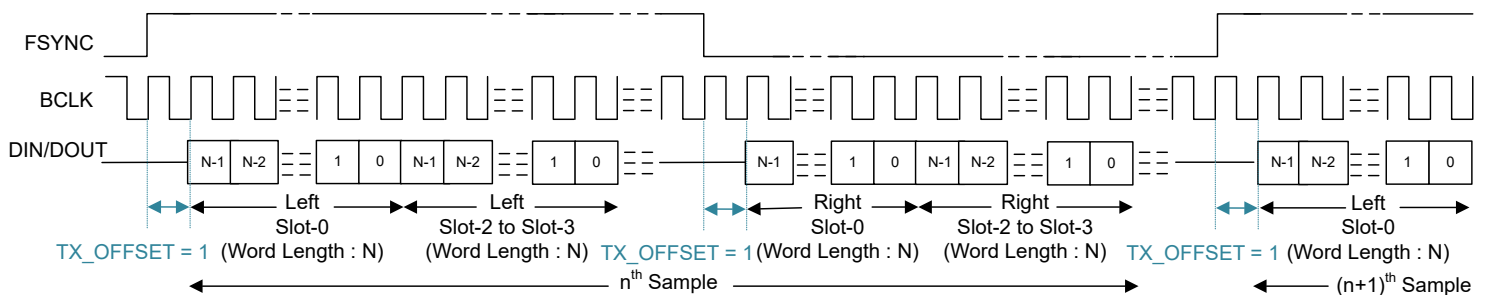 FSYNC
BCLK
DIN/DOUT
N-1 N-2 1 0 N-1 N-2 1 0 N-1 1 0 N-1 N-2 1 0 N-1 N-2 1 0
Left Left Right Right Left
Slot-0 Slot-2 to Slot-3 Slot-0 Slot-2 to Slot-3 Slot-0
TX_OFFSET = 1 (Word Length : N) (Word Length : N) TX_OFFSET = 1 (Word Length : N) (Word Length : N) TX_OFFSET = 1 (Word Length : N)
nth Sample (n+1)th Sample